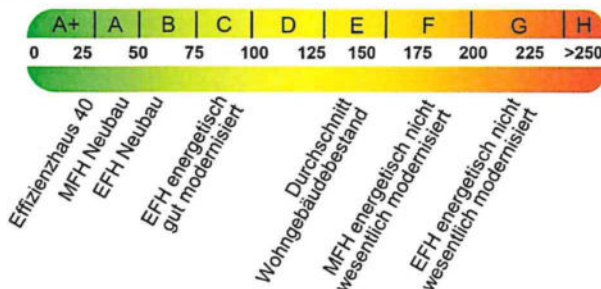 A+ A B C D E F G H
0 25 50 75 100 125 150 175 200 225 >250
Effizienzhaus 40
MFH Neubau
EFH Neubau
EFH energetisch
gut modernisiert
Durchschnitt
Wohngebäudebestand
MFH energetisch nicht
wesentlich modernisiert
EFH energetisch nicht
wesentlich modernisiert